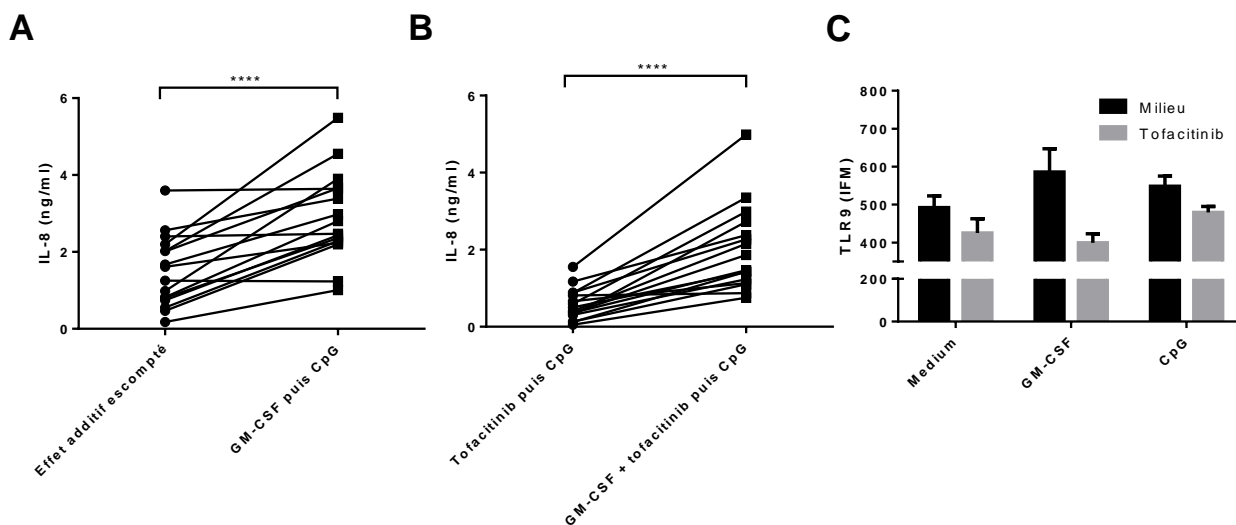 A
****
6
4
2
0
IL-8 (ng/ml)
Effet additif escompté
GM-CSF puis CpG
B
****
6
4
2
0
IL-8 (ng/ml)
Tofacitinib puis CpG
GM-CSF + tofacitinib puis CpG
C
800
700
600
500
400
200
0
TLR9 (IFM)
Milieu
Tofacitinib
Medium
GM-CSF
CpG